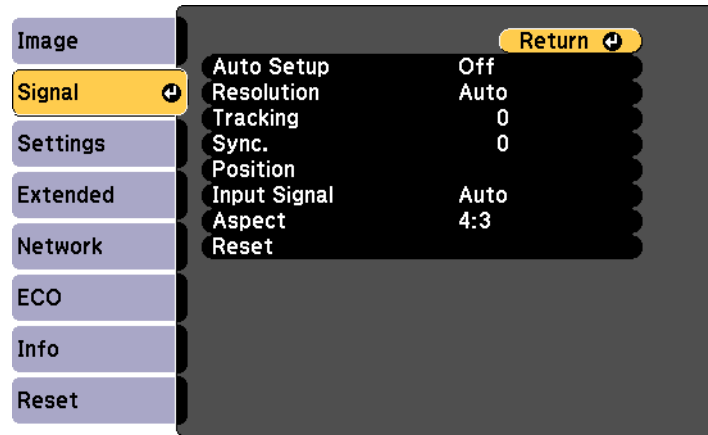 Image
Signal
Settings
Extended
Network
ECO
Info
Reset
Return
Auto Setup Off
Resolution Auto
Tracking 0
Sync. 0
Position
Input Signal Auto
Aspect 4:3
Reset